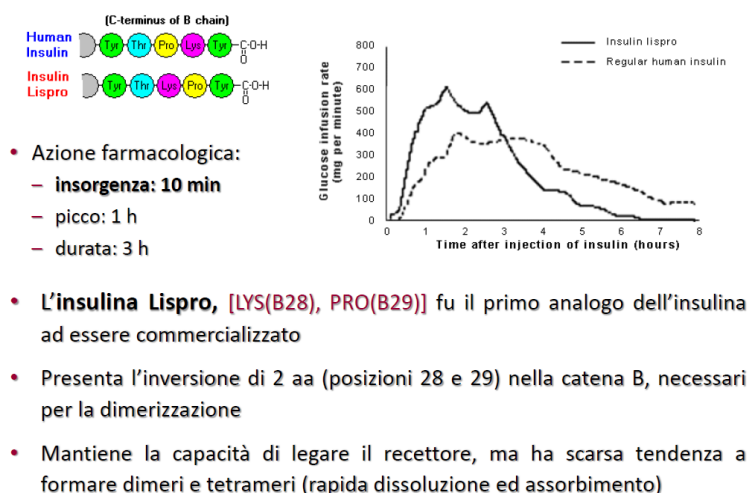 (C-terminus of B chain)
Human
Insulin
Tyr Thr Pro Lys Tyr C-O-H
O
Insulin
Lispro
Tyr Thr Lys Pro Tyr C-O-H
O
Insulin lispro
Regular human insulin
Glucose infusion rate
(mg per minute)
800
700
600
500
400
300
200
100
0
0 1 2 3 4 5 6 7 8
Time after injection of insulin (hours)
• Azione farmacologica:
– insorgenza: 10 min
– picco: 1 h
– durata: 3 h
• L’insulina Lispro, [LYS(B28), PRO(B29)] fu il primo analogo dell’insulina
ad essere commercializzato
• Presenta l’inversione di 2 aa (posizioni 28 e 29) nella catena B, necessari
per la dimerizzazione
• Mantiene la capacità di legare il recettore, ma ha scarsa tendenza a
formare dimeri e tetrameri (rapida dissoluzione ed assorbimento)